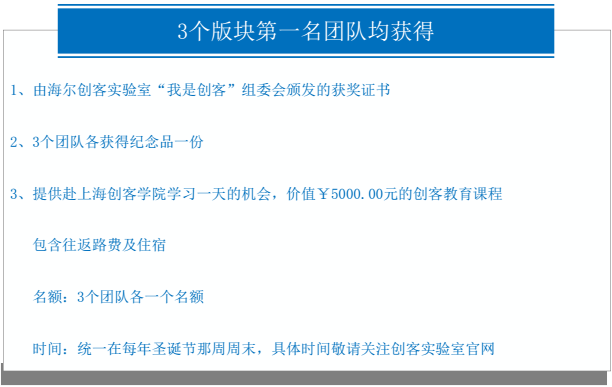 3个版块第一名团队均获得
1、由海尔创客实验室“我是创客”组委会颁发的获奖证书
2、3个团队各获得纪念品一份
3、提供赴上海创客学院学习一天的机会，价值￥5000.00元的创客教育课程
包含往返路费及住宿
名额：3个团队各一个名额
时间：统一在每年圣诞节那周周末，具体时间敬请关注创客实验室官网